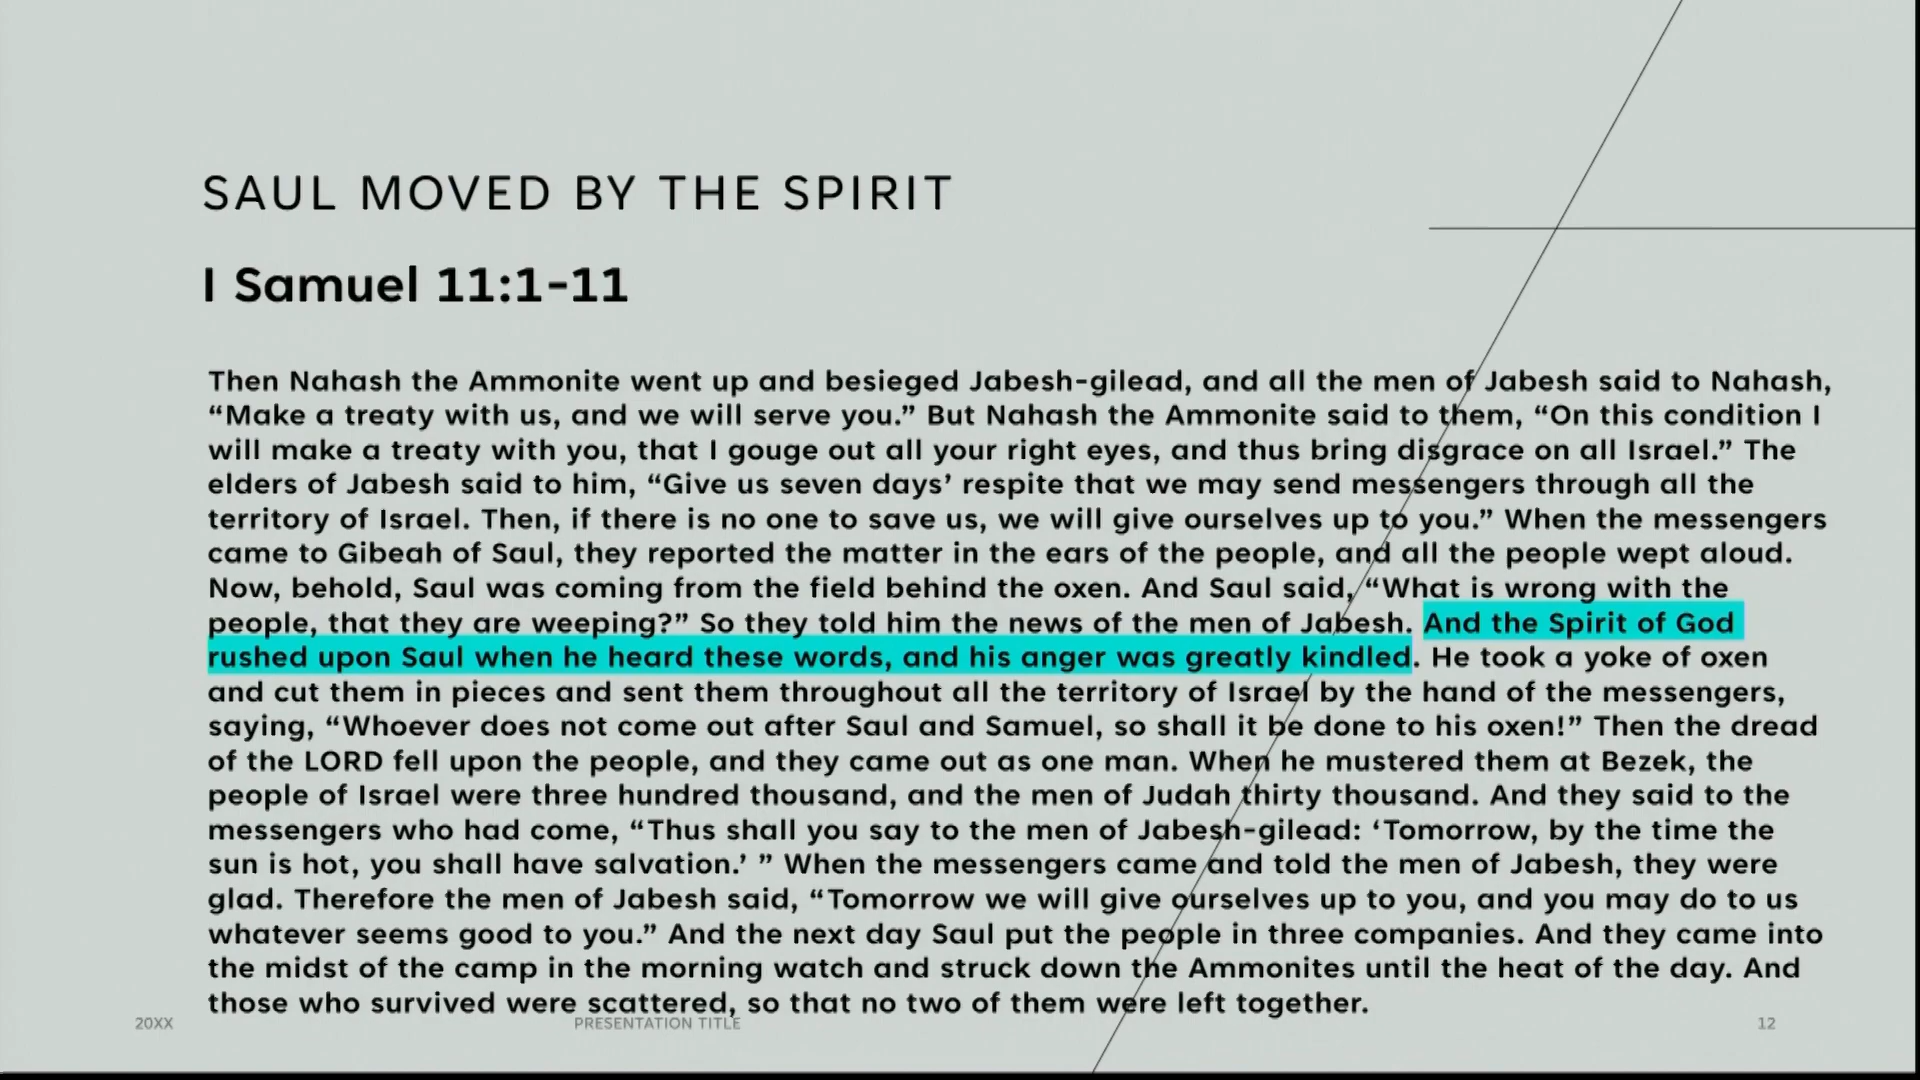 SAUL MOVED BY THE SPIRIT
I Samuel 11:1-11
Then Nahash the Ammonite went up and besieged Jabesh-gilead, and all the men of Jabesh said to Nahash,
“Make a treaty with us, and we will serve you.” But Nahash the Ammonite said to them, “On this condition I
will make a treaty with you, that I gouge out all your right eyes, and thus bring disgrace on all Israel.” The
elders of Jabesh said to him, “Give us seven days’ respite that we may send messengers through all the
territory of Israel. Then, if there is no one to save us, we will give ourselves up to you.” When the messengers
came to Gibeah of Saul, they reported the matter in the ears of the people, and all the people wept aloud.
Now, behold, Saul was coming from the field behind the oxen. And Saul said, “What is wrong with the
people, that they are weeping?” So they told him the news of the men of Jabesh. And the Spirit of God
rushed upon Saul when he heard these words, and his anger was greatly kindled. He took a yoke of oxen
and cut them in pieces and sent them throughout all the territory of Israel by the hand of the messengers,
saying, “Whoever does not come out after Saul and Samuel, so shall it be done to his oxen!” Then the dread
of the LORD fell upon the people, and they came out as one man. When he mustered them at Bezek, the
people of Israel were three hundred thousand, and the men of Judah thirty thousand. And they said to the
messengers who had come, “Thus shall you say to the men of Jabesh-gilead: ‘Tomorrow, by the time the
sun is hot, you shall have salvation.’ ” When the messengers came and told the men of Jabesh, they were
glad. Therefore the men of Jabesh said, “Tomorrow we will give ourselves up to you, and you may do to us
whatever seems good to you.” And the next day Saul put the people in three companies. And they came into
the midst of the camp in the morning watch and struck down the Ammonites until the heat of the day. And
those who survived were scattered, so that no two of them were left together.
20XX
PRESENTATION TITLE
12